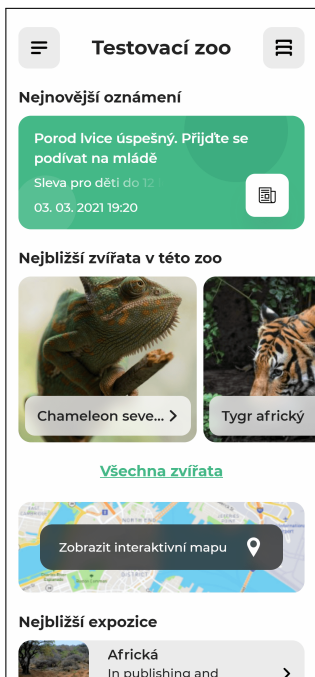 Testovací zoo
Nejnovější oznámení
Porod lvice úspěšný. Přijďte se
podívat na mládě
Sleva pro děti do 12
03. 03. 2021 19:20
Nejbližší zvířata v této zoo
Chameleon seve...
Tygr africký
Všechna zvířata
Zobrazit interaktivní mapu
Nejbližší expozice
Africká
In publishing and